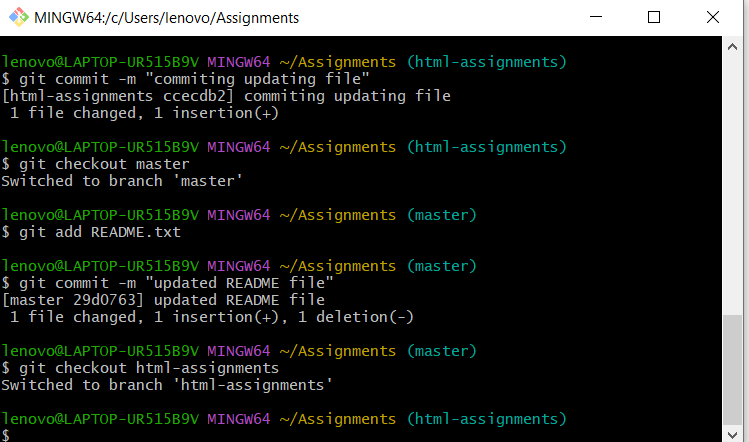 MINGW64:/c/Users/lenovo/Assignments
lenovo@LAPTOP-UR515B9V MINGW64 ~/Assignments (html-assignments)
$ git commit -m "commiting updating file"
[html-assignments ccecdb2] commiting updating file
 1 file changed, 1 insertion(+)
lenovo@LAPTOP-UR515B9V MINGW64 ~/Assignments (html-assignments)
$ git checkout master
Switched to branch 'master'
lenovo@LAPTOP-UR515B9V MINGW64 ~/Assignments (master)
$ git add README.txt
lenovo@LAPTOP-UR515B9V MINGW64 ~/Assignments (master)
$ git commit -m "updated README file"
[master 29d0763] updated README file
 1 file changed, 1 insertion(+), 1 deletion(-)
lenovo@LAPTOP-UR515B9V MINGW64 ~/Assignments (master)
$ git checkout html-assignments
Switched to branch 'html-assignments'
lenovo@LAPTOP-UR515B9V MINGW64 ~/Assignments (html-assignments)
$